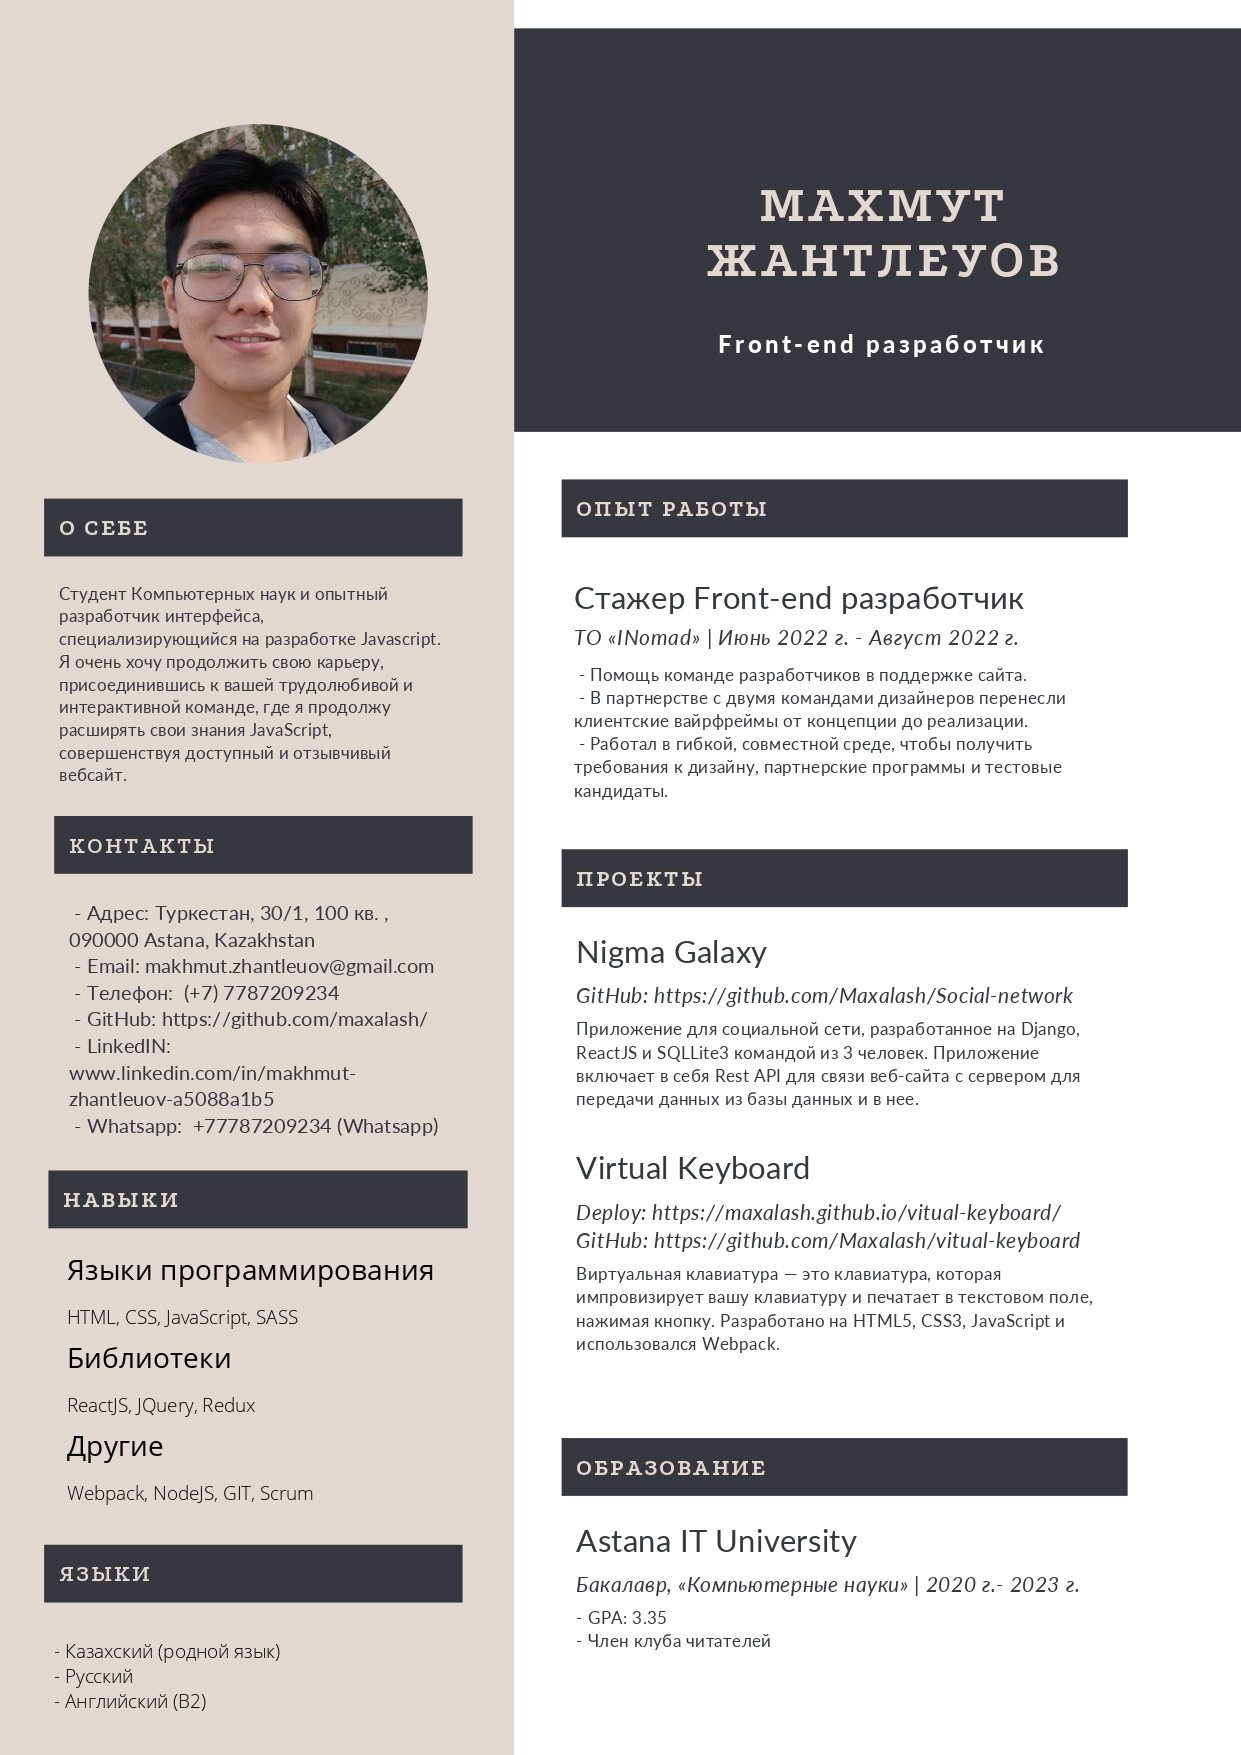 МАХМУТ
ЖАНТЛЕУОВ
Front-end разработчик
О СЕБЕ
Студент Компьютерных наук и опытный
разработчик интерфейса,
специализирующийся на разработке Javascript.
Я очень хочу продолжить свою карьеру,
присоединившись к вашей трудолюбивой и
интерактивной команде, где я продолжу
расширять свои знания JavaScript,
совершенствуя доступный и отзывчивый
вебсайт.
КОНТАКТЫ
- Адрес: Туркестан, 30/1, 100 кв. ,
090000 Astana, Kazakhstan
- Email: makhmut.zhantleuov@gmail.com
- Телефон:  (+7) 7787209234
- GitHub: https://github.com/maxalash/
- LinkedIN:
www.linkedin.com/in/makhmut-
zhantleuov-a5088a1b5
- Whatsapp:  +77787209234 (Whatsapp)
НАВЫКИ
Языки программирования
HTML, CSS, JavaScript, SASS
Библиотеки
ReactJS, JQuery, Redux
Другие
Webpack, NodeJS, GIT, Scrum
ЯЗЫКИ
- Казахский (родной язык)
- Русский
- Английский (B2)
ОПЫТ РАБОТЫ
Стажер Front-end разработчик
ТО «INomad» | Июнь 2022 г. - Август 2022 г.
- Помощь команде разработчиков в поддержке сайта.
- В партнерстве с двумя командами дизайнеров перенесли
клиентские вайрфреймы от концепции до реализации.
- Работал в гибкой, совместной среде, чтобы получить
требования к дизайну, партнерские программы и тестовые
кандидаты.
ПРОЕКТЫ
Nigma Galaxy
GitHub: https://github.com/Maxalash/Social-network
Приложение для социальной сети, разработанное на Django,
ReactJS и SQLLite3 командой из 3 человек. Приложение
включает в себя Rest API для связи веб-сайта с сервером для
передачи данных из базы данных и в нее.
Virtual Keyboard
Deploy: https://maxalash.github.io/vitual-keyboard/
GitHub: https://github.com/Maxalash/vitual-keyboard
Виртуальная клавиатура — это клавиатура, которая
импровизирует вашу клавиатуру и печатает в текстовом поле,
нажимая кнопку. Разработано на HTML5, CSS3, JavaScript и
использовался Webpack.
ОБРАЗОВАНИЕ
Astana IT University
Бакалавр, «Компьютерные науки» | 2020 г.- 2023 г.
- GPA: 3.35
- Член клуба читателей